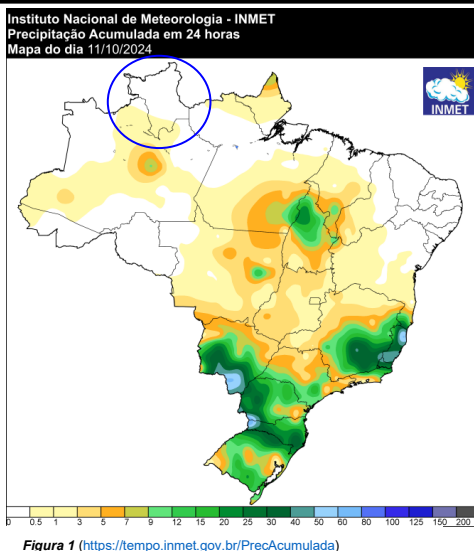 Instituto Nacional de Meteorologia - INMET
Precipitação Acumulada em 24 horas
Mapa do dia 11/10/2024
INMET
0 0.5 1 3 5 7 9 12 15 20 25 30 40 50 60 80 100 125 150 200
Figura 1 (https://tempo.inmet.gov.br/PrecAcumulada)